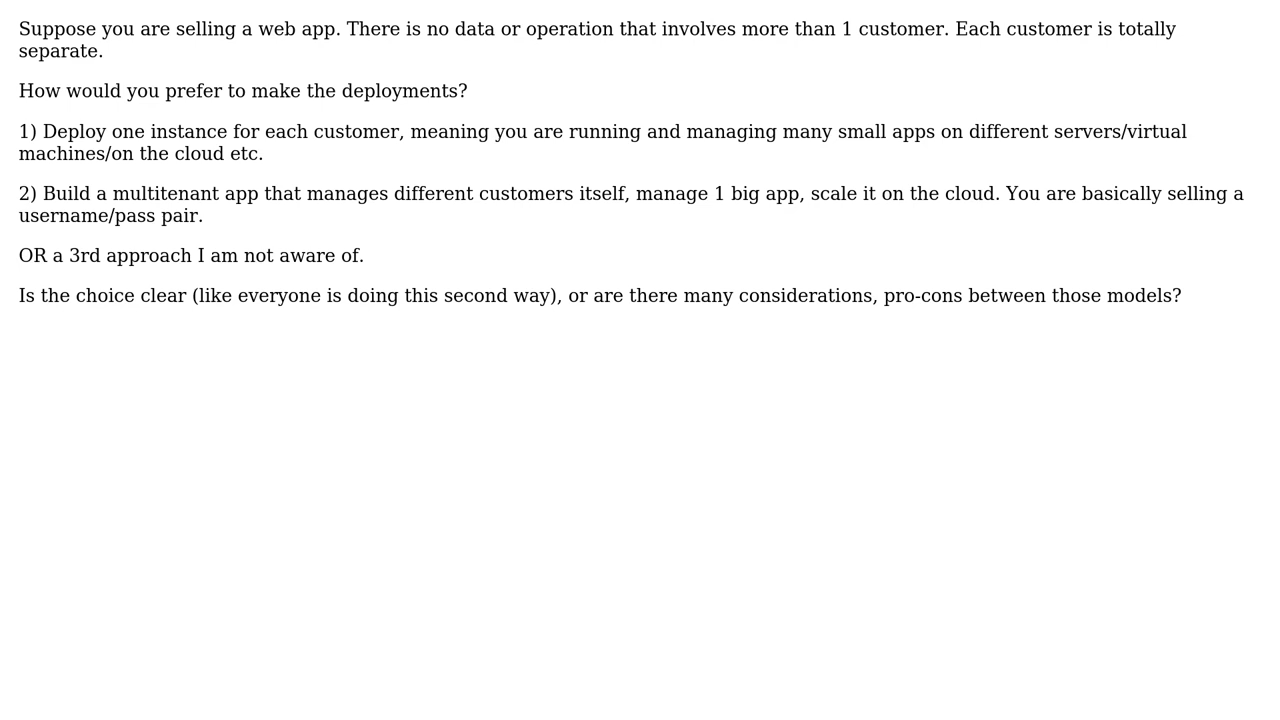 Suppose you are selling a web app. There is no data or operation that involves more than 1 customer. Each customer is totally
separate.
How would you prefer to make the deployments?
1) Deploy one instance for each customer, meaning you are running and managing many small apps on different servers/virtual
machines/on the cloud etc.
2) Build a multitenant app that manages different customers itself, manage 1 big app, scale it on the cloud. You are basically selling a
username/pass pair.
OR a 3rd approach I am not aware of.
Is the choice clear (like everyone is doing this second way), or are there many considerations, pro-cons between those models?